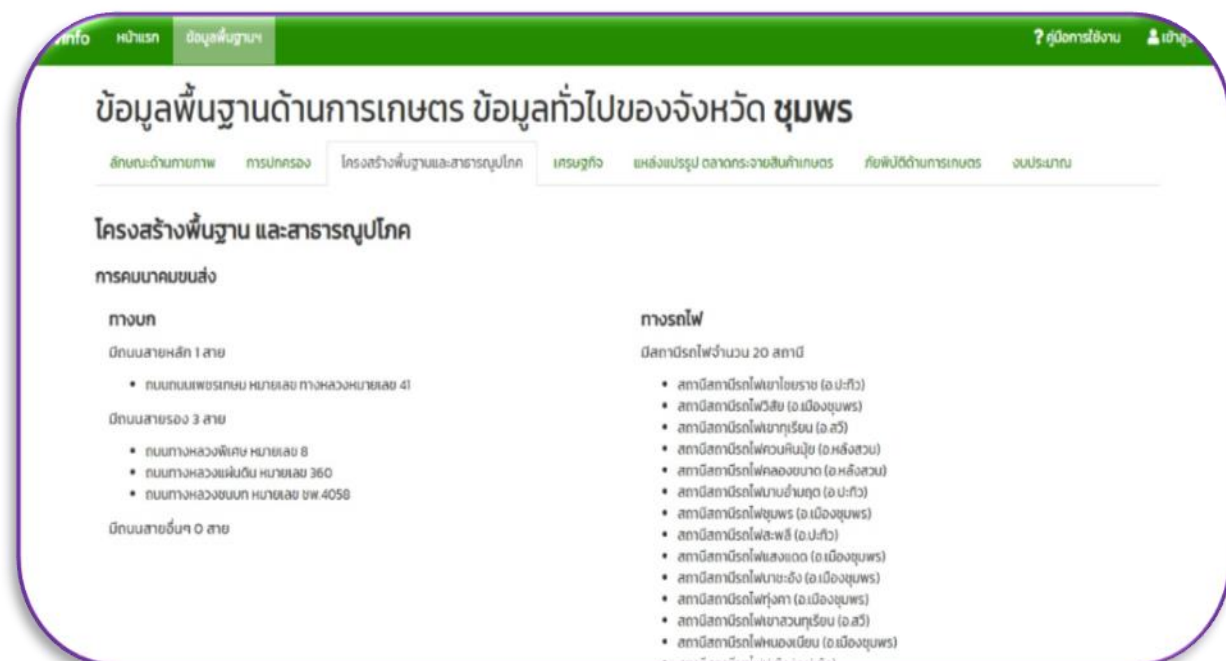 info หน้าแรก ข้อมูลพื้นฐานฯ ? คู่มือการใช้งาน
ข้อมูลพื้นฐานด้านการเกษตร ข้อมูลทั่วไปของจังหวัด ชุมพร
ลักษณะด้านกายภาพ การปกครอง โครงสร้างพื้นฐานและสาธารณูปโภค เศรษฐกิจ แหล่งแปรรูป ตลาดกระจายสินค้าเกษตร ภัยพิบัติด้านการเกษตร งบประมาณ
โครงสร้างพื้นฐาน และสาธารณูปโภค
การคมนาคมขนส่ง
ทางบก
มีถนนสายหลัก 1 สาย
• ถนนถนนเพชรเกษม หมายเลข ทางหลวงหมายเลข 41
มีถนนสายรอง 3 สาย
• ถนนทางหลวงพิเศษ หมายเลข 8
• ถนนทางหลวงแผ่นดิน หมายเลข 360
• ถนนทางหลวงชนบท หมายเลข ชพ.4058
มีถนนสายอื่นๆ 0 สาย
ทางรถไฟ
มีสถานีรถไฟจำนวน 20 สถานี
• สถานีสถานีรถไฟเขาไชยราช (อ.ปะทิว)
• สถานีสถานีรถไฟวิสัย (อ.เมืองชุมพร)
• สถานีสถานีรถไฟเขาทุเรียน (อ.สวี)
• สถานีสถานีรถไฟควนหินมุ้ย (อ.หลังสวน)
• สถานีสถานีรถไฟคลองขนาด (อ.หลังสวน)
• สถานีสถานีรถไฟมาบอำมฤต (อ.ปะทิว)
• สถานีสถานีรถไฟชุมพร (อ.เมืองชุมพร)
• สถานีสถานีรถไฟสะพลี (อ.ปะทิว)
• สถานีสถานีรถไฟแสงแดด (อ.เมืองชุมพร)
• สถานีสถานีรถไฟนาชะอัง (อ.เมืองชุมพร)
• สถานีสถานีรถไฟทุ่งคา (อ.เมืองชุมพร)
• สถานีสถานีรถไฟเขาสวนทุเรียน (อ.สวี)
• สถานีสถานีรถไฟหนองเนียน (อ.เมืองชุมพร)